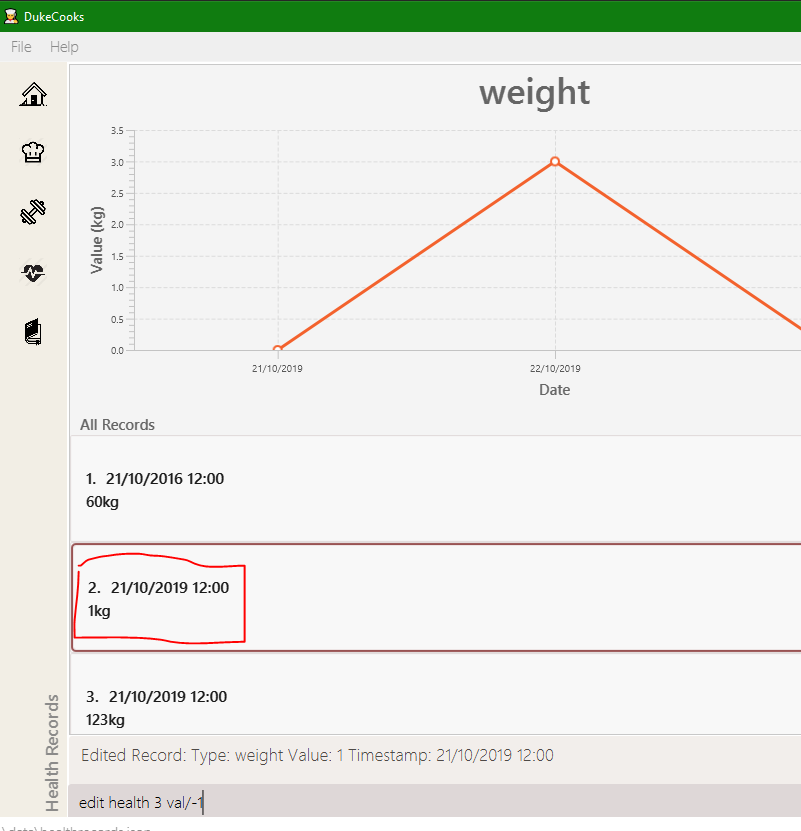 DukeCooks
File Help
weight
3.5
3.0
2.5
2.0
1.5
1.0
0.5
0.0
Value (kg)
21/10/2019 22/10/2019
Date
All Records
1. 21/10/2016 12:00
60kg
2. 21/10/2019 12:00
1kg
3. 21/10/2019 12:00
123kg
Health Records
Edited Record: Type: weight Value: 1 Timestamp: 21/10/2019 12:00
edit health 3 val/-1